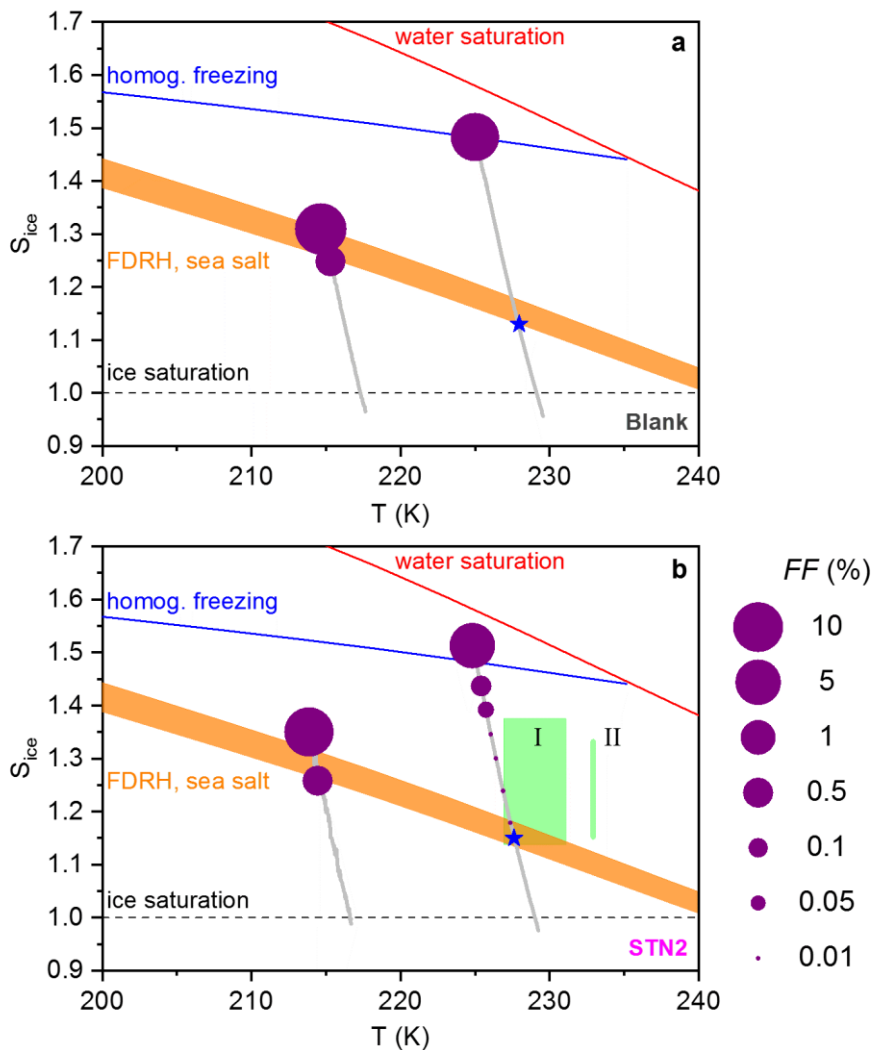 1.7
water saturation
a
1.6
homog. freezing
1.5
1.4
S_ice
1.3
FDRH, sea salt
1.2
1.1
ice saturation
1.0
Blank
0.9
200 210 220 230 240
T (K)
1.7
water saturation
b
FF (%)
1.6
homog. freezing
10
1.5
5
1.4
I II
S_ice
1.3
1
FDRH, sea salt
0.5
1.2
1.1
0.1
ice saturation
0.05
1.0
STN2
0.01
0.9
200 210 220 230 240
T (K)